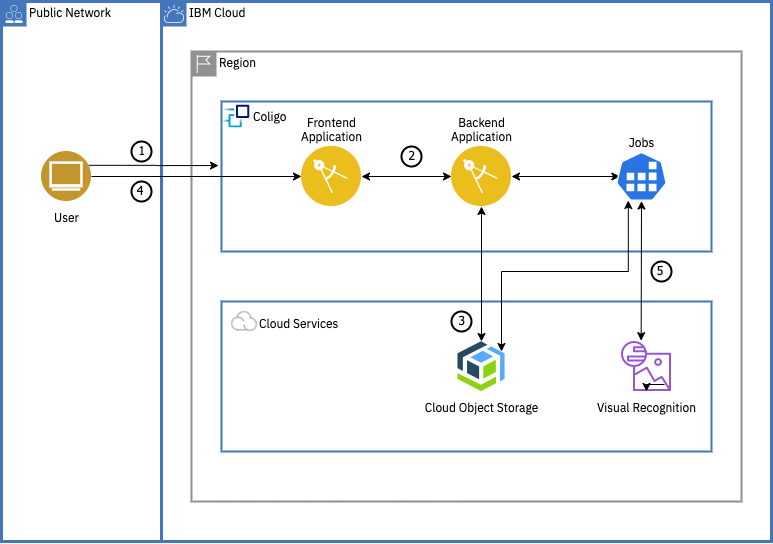 Public Network
IBM Cloud
Region
Coligo
Frontend
Application
Backend
Application
Jobs
1
2
4
User
5
3
Cloud Services
Cloud Object Storage
Visual Recognition